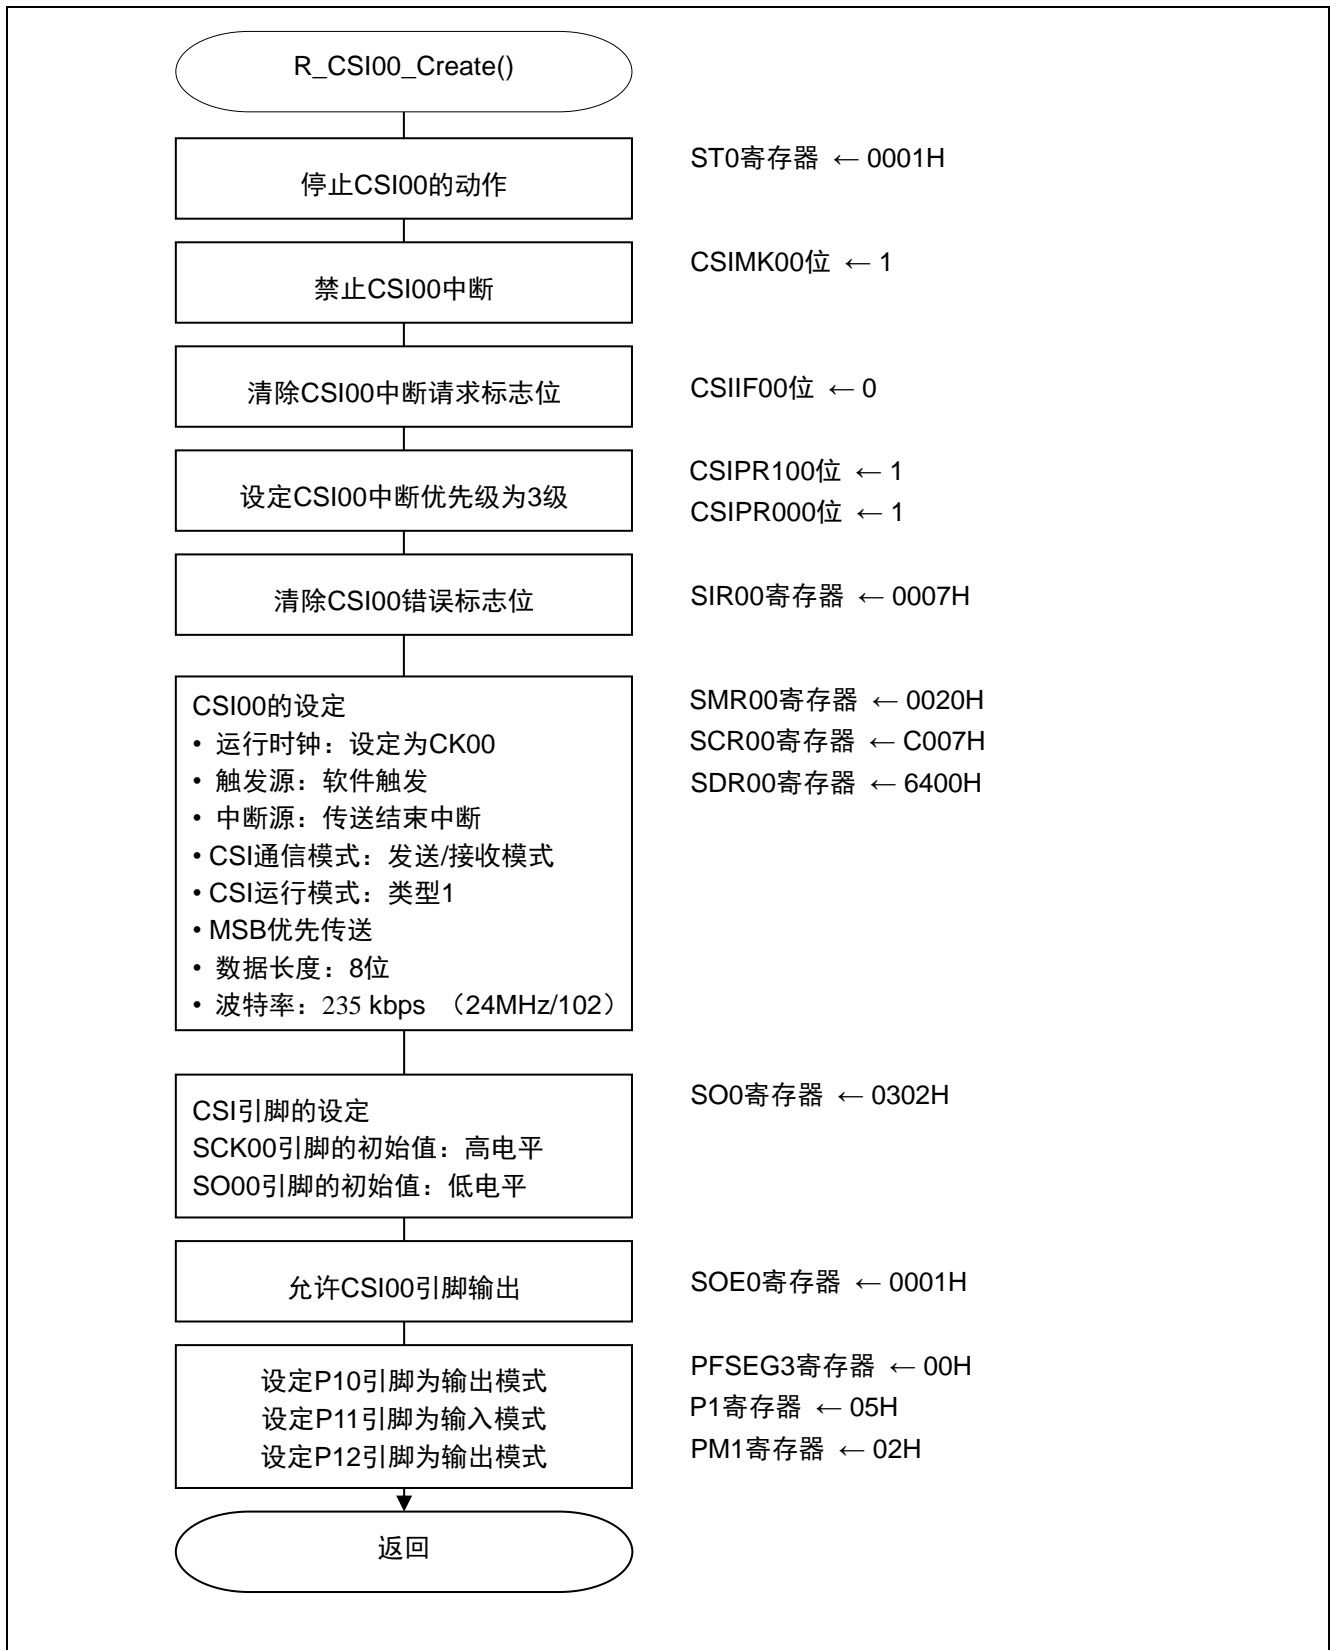 R_CSI00_Create()
停止CSI00的动作
ST0寄存器 ← 0001H
禁止CSI00中断
CSIMK00位 ← 1
清除CSI00中断请求标志位
CSIIF00位 ← 0
设定CSI00中断优先级为3级
CSIPR100位 ← 1
CSIPR000位 ← 1
清除CSI00错误标志位
SIR00寄存器 ← 0007H
CSI00的设定
• 运行时钟：设定为CK00
• 触发源：软件触发
• 中断源：传送结束中断
• CSI通信模式：发送/接收模式
• CSI运行模式：类型1
• MSB优先传送
• 数据长度：8位
• 波特率：235 kbps （24MHz/102）
SMR00寄存器 ← 0020H
SCR00寄存器 ← C007H
SDR00寄存器 ← 6400H
CSI引脚的设定
SCK00引脚的初始值：高电平
SO00引脚的初始值：低电平
SO0寄存器 ← 0302H
允许CSI00引脚输出
SOE0寄存器 ← 0001H
设定P10引脚为输出模式
设定P11引脚为输入模式
设定P12引脚为输出模式
PFSEG3寄存器 ← 00H
P1寄存器 ← 05H
PM1寄存器 ← 02H
返回